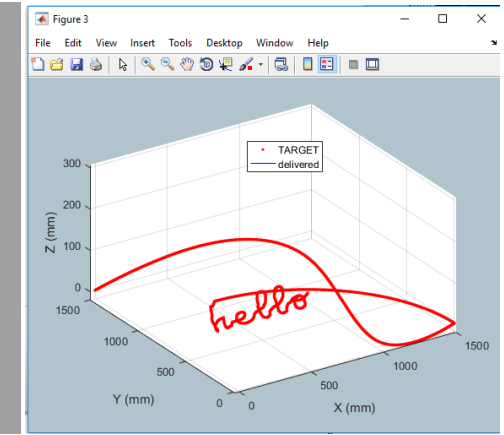 Figure 3
File Edit View Insert Tools Desktop Window Help
TARGET
delivered
300
200
100
0
Z (mm)
1500
1000
500
0
Y (mm)
0
500
1000
1500
X (mm)
hello